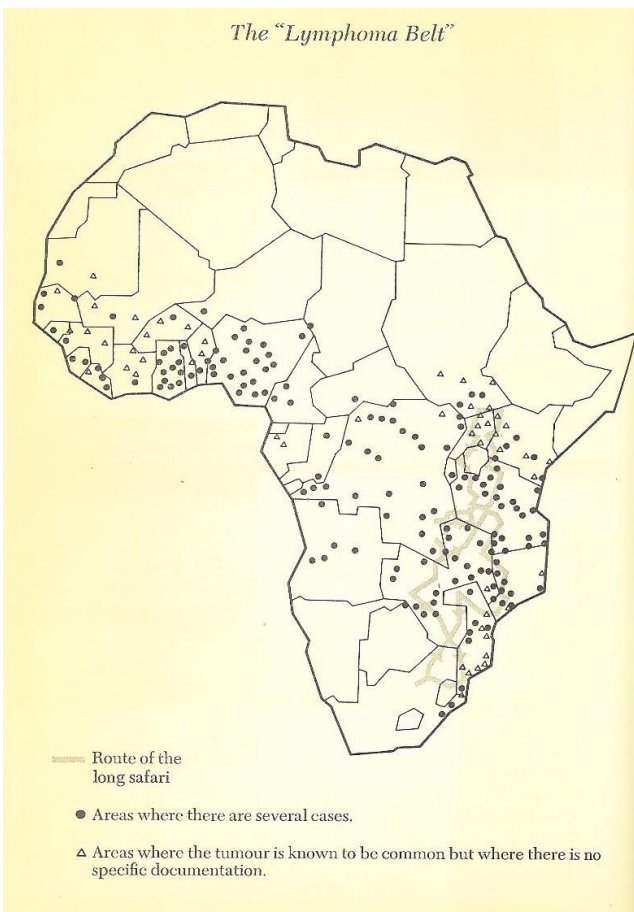 The "Lymphoma Belt"
Route of the
long safari
Areas where there are several cases.
Areas where the tumour is known to be common but where there is no
specific documentation.